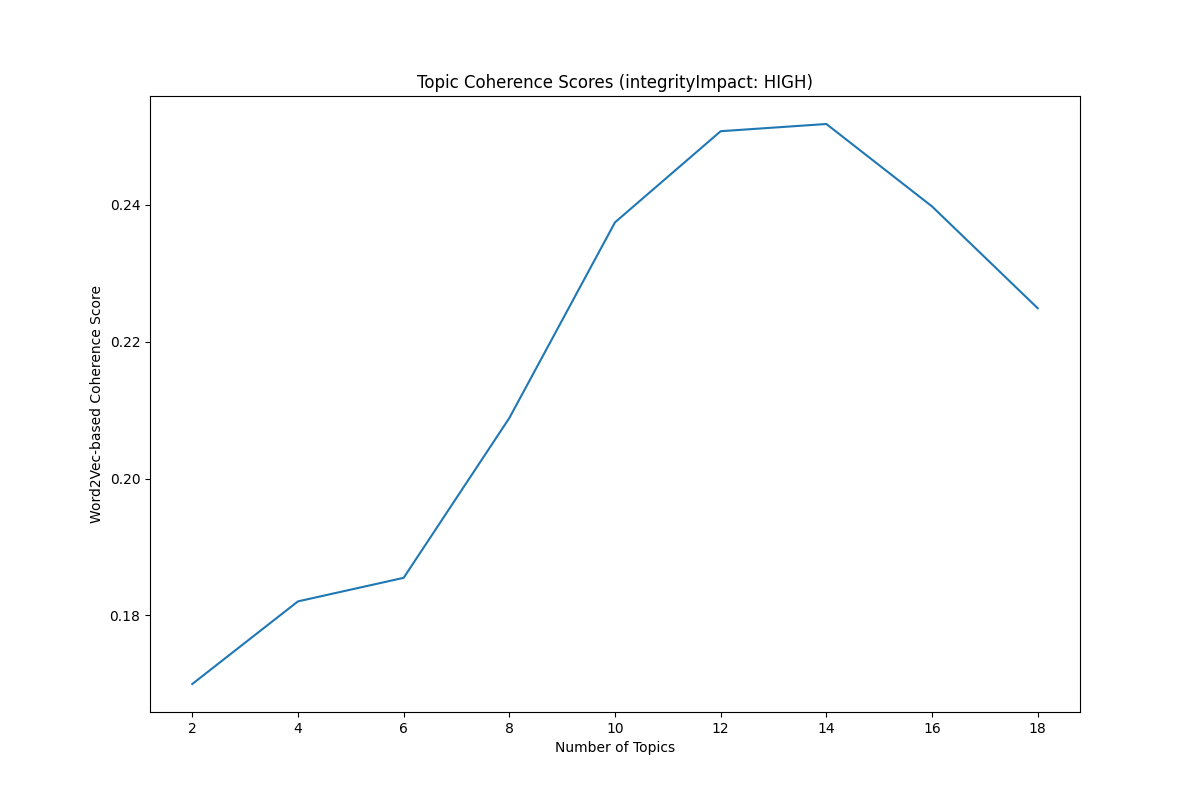 Topic Coherence Scores (integrityImpact: HIGH)
Word2Vec-based Coherence Score
0.24
0.22
0.20
0.18
2 4 6 8 10 12 14 16 18
Number of Topics